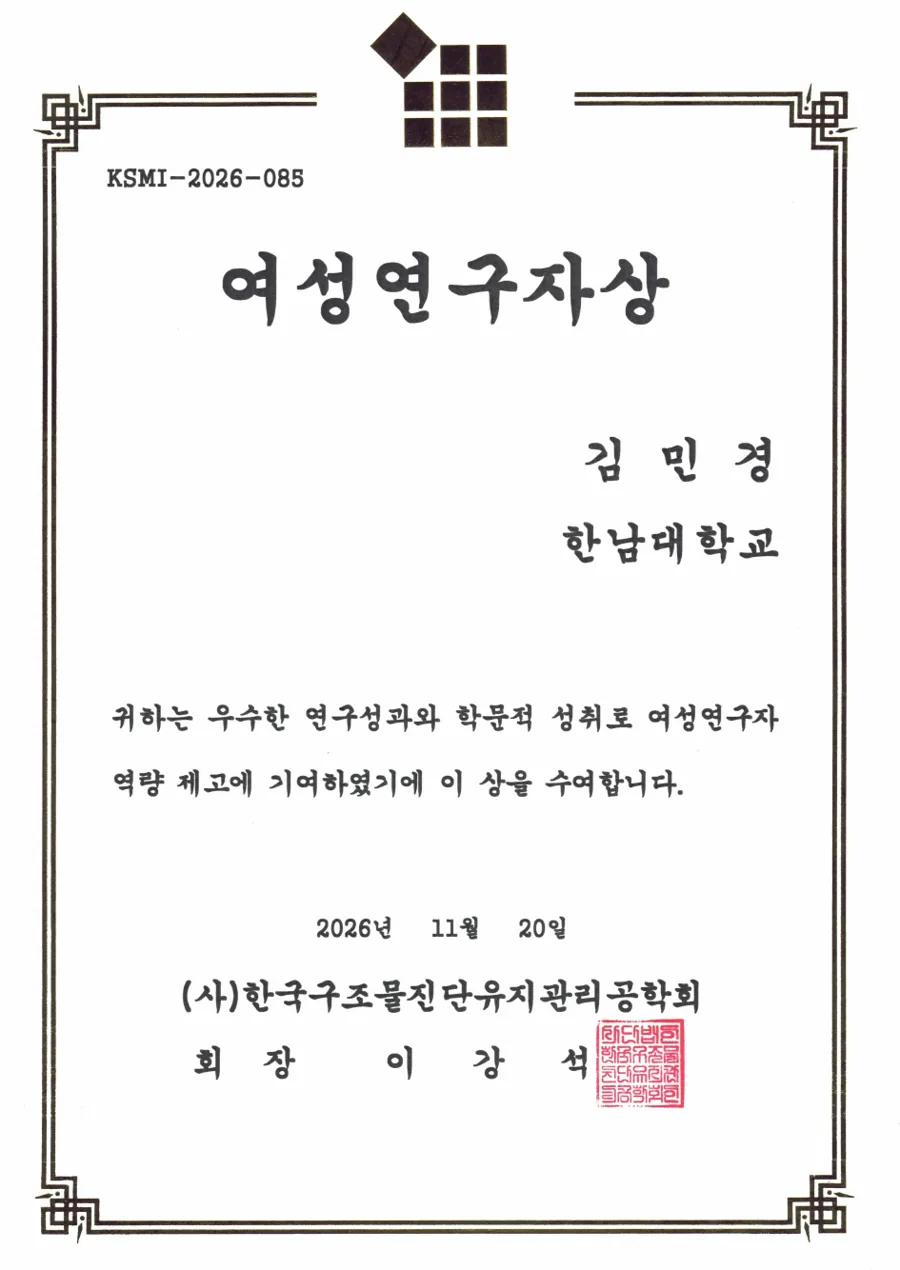 KSMI-2026-085
여성연구자상
김 민 경
한남대학교
귀하는 우수한 연구성과와 학문적 성취로 여성연구자
역량 제고에 기여하였기에 이 상을 수여합니다.
2026년 11월 20일
(사)한국구조물진단유지관리공학회
회 장 이 강 석